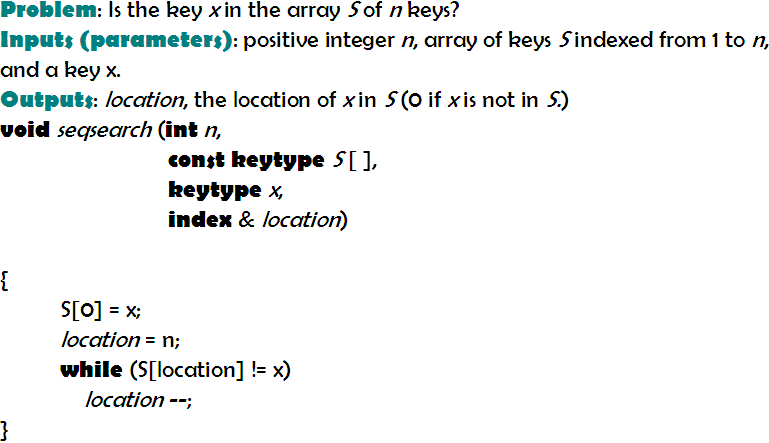 Problem: Is the key x in the array S of n keys?
Inputs (parameters): positive integer n, array of keys S indexed from 1 to n,
and a key x.
Outputs: location, the location of x in S (0 if x is not in S.)
void seqsearch (int n,
const keytype S [ ],
keytype x,
index & location)
{
S[0] = x;
location = n;
while (S[location] != x)
location --;
}